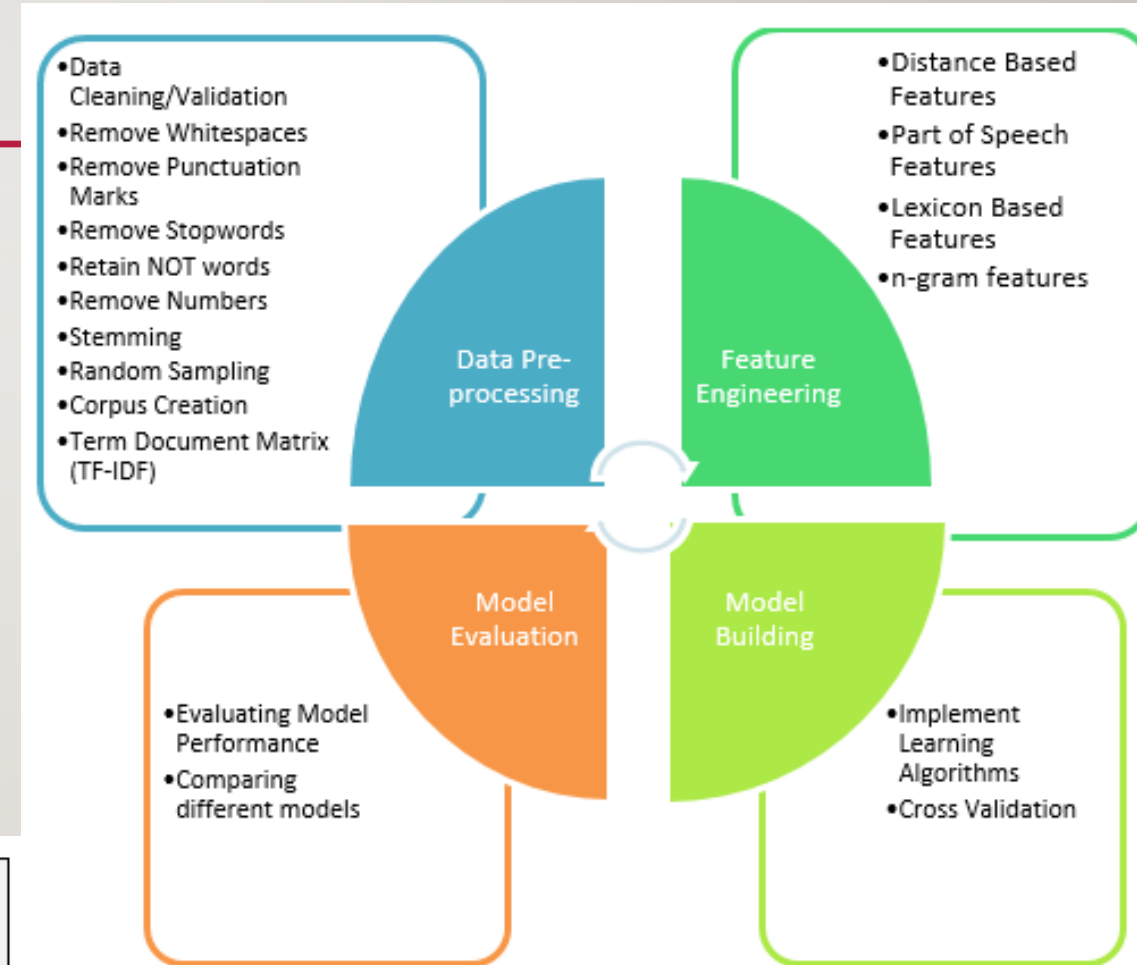 •Data
Cleaning/Validation
•Remove Whitespaces
•Remove Punctuation
Marks
•Remove Stopwords
•Retain NOT words
•Remove Numbers
•Stemming
•Random Sampling
•Corpus Creation
•Term Document Matrix
(TF-IDF)
•Distance Based
Features
•Part of Speech
Features
•Lexicon Based
Features
•n-gram features
Data Pre-
processing
Feature
Engineering
Model
Evaluation
Model
Building
•Evaluating Model
Performance
•Comparing
different models
•Implement
Learning
Algorithms
•Cross Validation